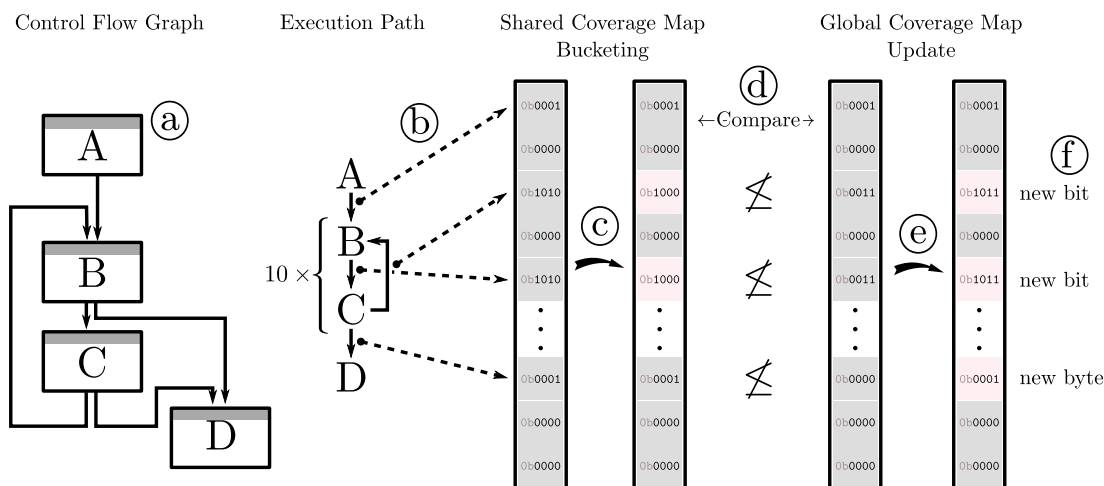 Control Flow Graph
Execution Path
Shared Coverage Map
Bucketing
Global Coverage Map
Update
a
A
B
C
D
b
A
B
10 ×
C
D
0b0001
0b0000
0b1010
0b0000
0b1010
0b0001
0b0000
0b0000
c
0b0001
0b0000
0b1000
0b0000
0b1000
0b0001
0b0000
0b0000
d
←Compare→
≰
≰
≰
0b0001
0b0000
0b0011
0b0000
0b0011
0b0000
0b0000
0b0000
e
0b0001
0b0000
0b1011
0b0000
0b1011
0b0001
0b0000
0b0000
f
new bit
new bit
new byte